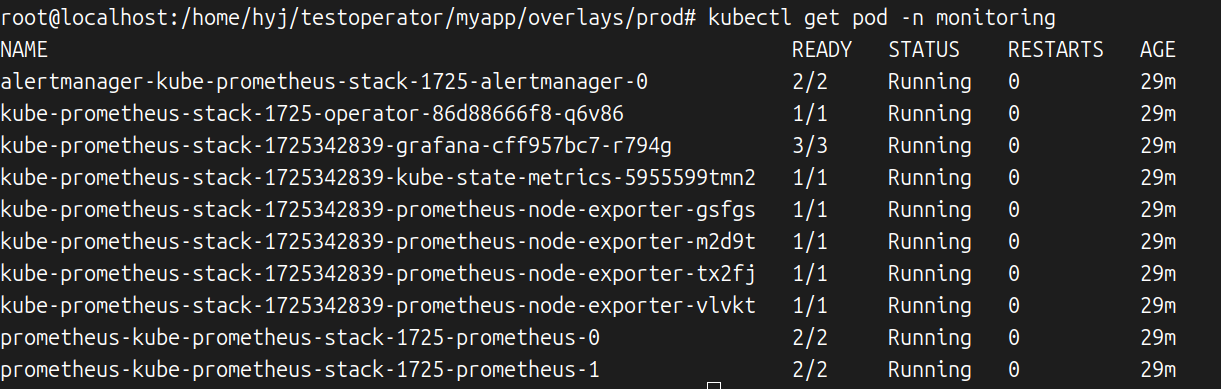 root@localhost:/home/hyj/testoperator/myapp/overlays/prod# kubectl get pod -n monitoring
NAME READY STATUS RESTARTS AGE
alertmanager-kube-prometheus-stack-1725-alertmanager-0 2/2 Running 0 29m
kube-prometheus-stack-1725-operator-86d88666f8-q6v86 1/1 Running 0 29m
kube-prometheus-stack-1725342839-grafana-cff957bc7-r794g 3/3 Running 0 29m
kube-prometheus-stack-1725342839-kube-state-metrics-5955599tmn2 1/1 Running 0 29m
kube-prometheus-stack-1725342839-prometheus-node-exporter-gsfgs 1/1 Running 0 29m
kube-prometheus-stack-1725342839-prometheus-node-exporter-m2d9t 1/1 Running 0 29m
kube-prometheus-stack-1725342839-prometheus-node-exporter-tx2fj 1/1 Running 0 29m
kube-prometheus-stack-1725342839-prometheus-node-exporter-vlvkt 1/1 Running 0 29m
prometheus-kube-prometheus-stack-1725-prometheus-0 2/2 Running 0 29m
prometheus-kube-prometheus-stack-1725-prometheus-1 2/2 Running 0 29m